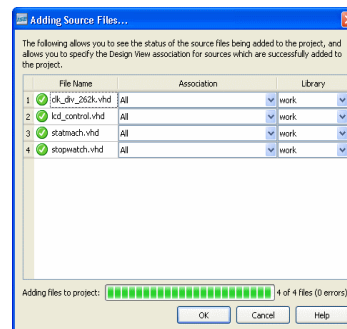 Adding Source Files...
The following allows you to see the status of the source files being added to the project, and
allows you to specify the Design View association for sources which are successfully added to
the project.
File Name Association Library
1 clk_div_262k.vhd All work
2 lcd_control.vhd All work
3 statmach.vhd All work
4 stopwatch.vhd All work
Adding files to project: 4 of 4 files (0 errors)
OK Cancel Help